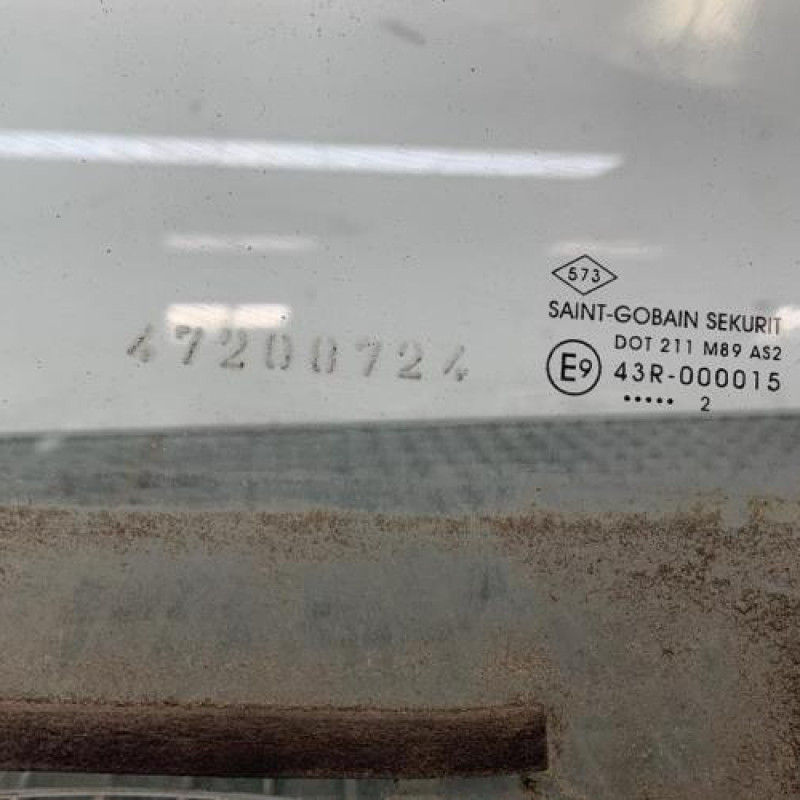 573
SAINT-GOBAIN SEKURIT
47200724
DOT 211 M89 AS2
E9
43R-000015
••••• 2